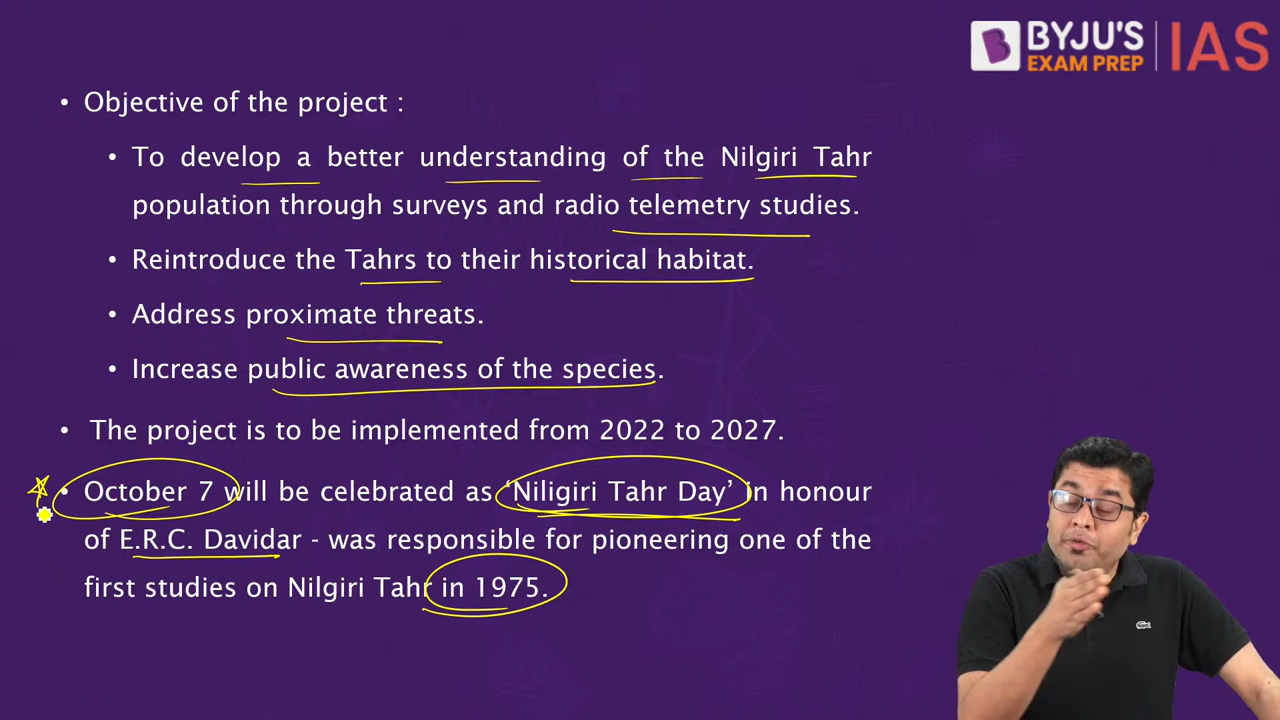 BYJU'S
EXAM PREP
IAS
• Objective of the project :
• To develop a better understanding of the Nilgiri Tahr
population through surveys and radio telemetry studies.
• Reintroduce the Tahrs to their historical habitat.
• Address proximate threats.
• Increase public awareness of the species.
• The project is to be implemented from 2022 to 2027.
• October 7 will be celebrated as ‘Niligiri Tahr Day’ in honour
of E.R.C. Davidar - was responsible for pioneering one of the
first studies on Nilgiri Tahr in 1975.